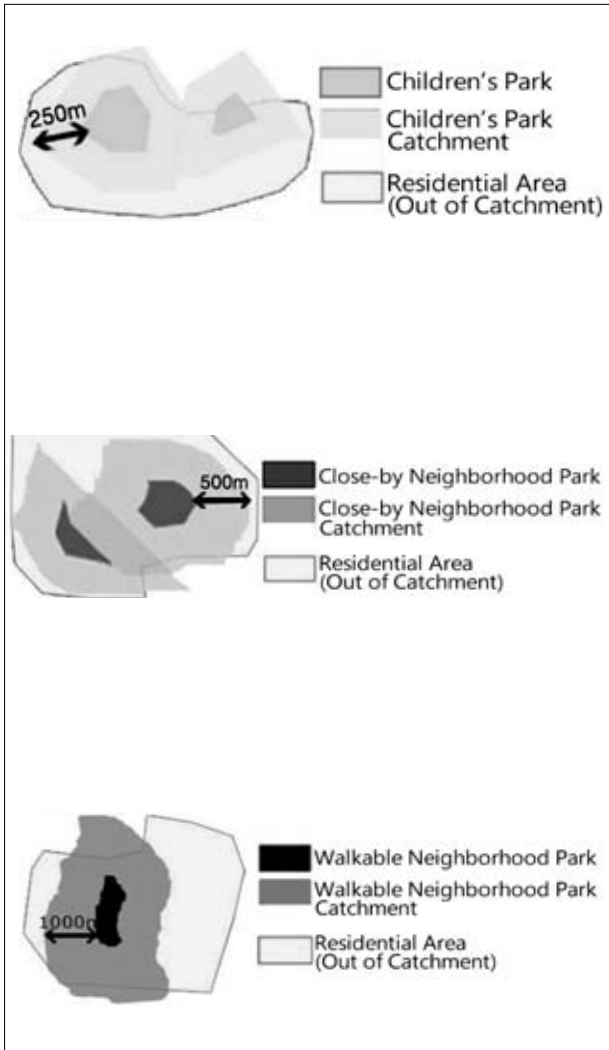 250m
Children's Park
Children's Park
Catchment
Residential Area
(Out of Catchment)
500m
Close-by Neighborhood Park
Close-by Neighborhood Park
Catchment
Residential Area
(Out of Catchment)
Walkable Neighborhood Park
Walkable Neighborhood Park
Catchment
1000m
Residential Area
(Out of Catchment)